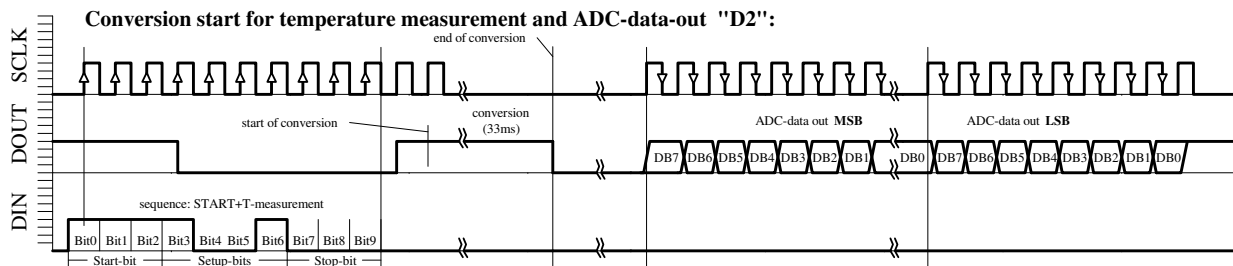 Conversion start for temperature measurement and ADC-data-out "D2":
end of conversion
SCLK
start of conversion
conversion
(33ms)
ADC-data out MSB
ADC-data out LSB
DOUT
DB7 DB6 DB5 DB4 DB3 DB2 DB1 DB0 DB7 DB6 DB5 DB4 DB3 DB2 DB1 DB0
sequence: START+T-measurement
DIN
Bit0 Bit1 Bit2 Bit3 Bit4 Bit5 Bit6 Bit7 Bit8 Bit9
Start-bit Setup-bits Stop-bit